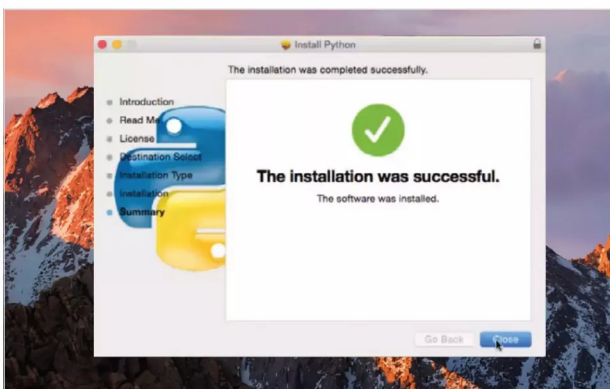 Install Python
The installation was completed successfully.
Introduction
Read Me
License
Destination Select
Installation Type
Installation
Summary
The installation was successful.
The software was installed.
Go Back
Close